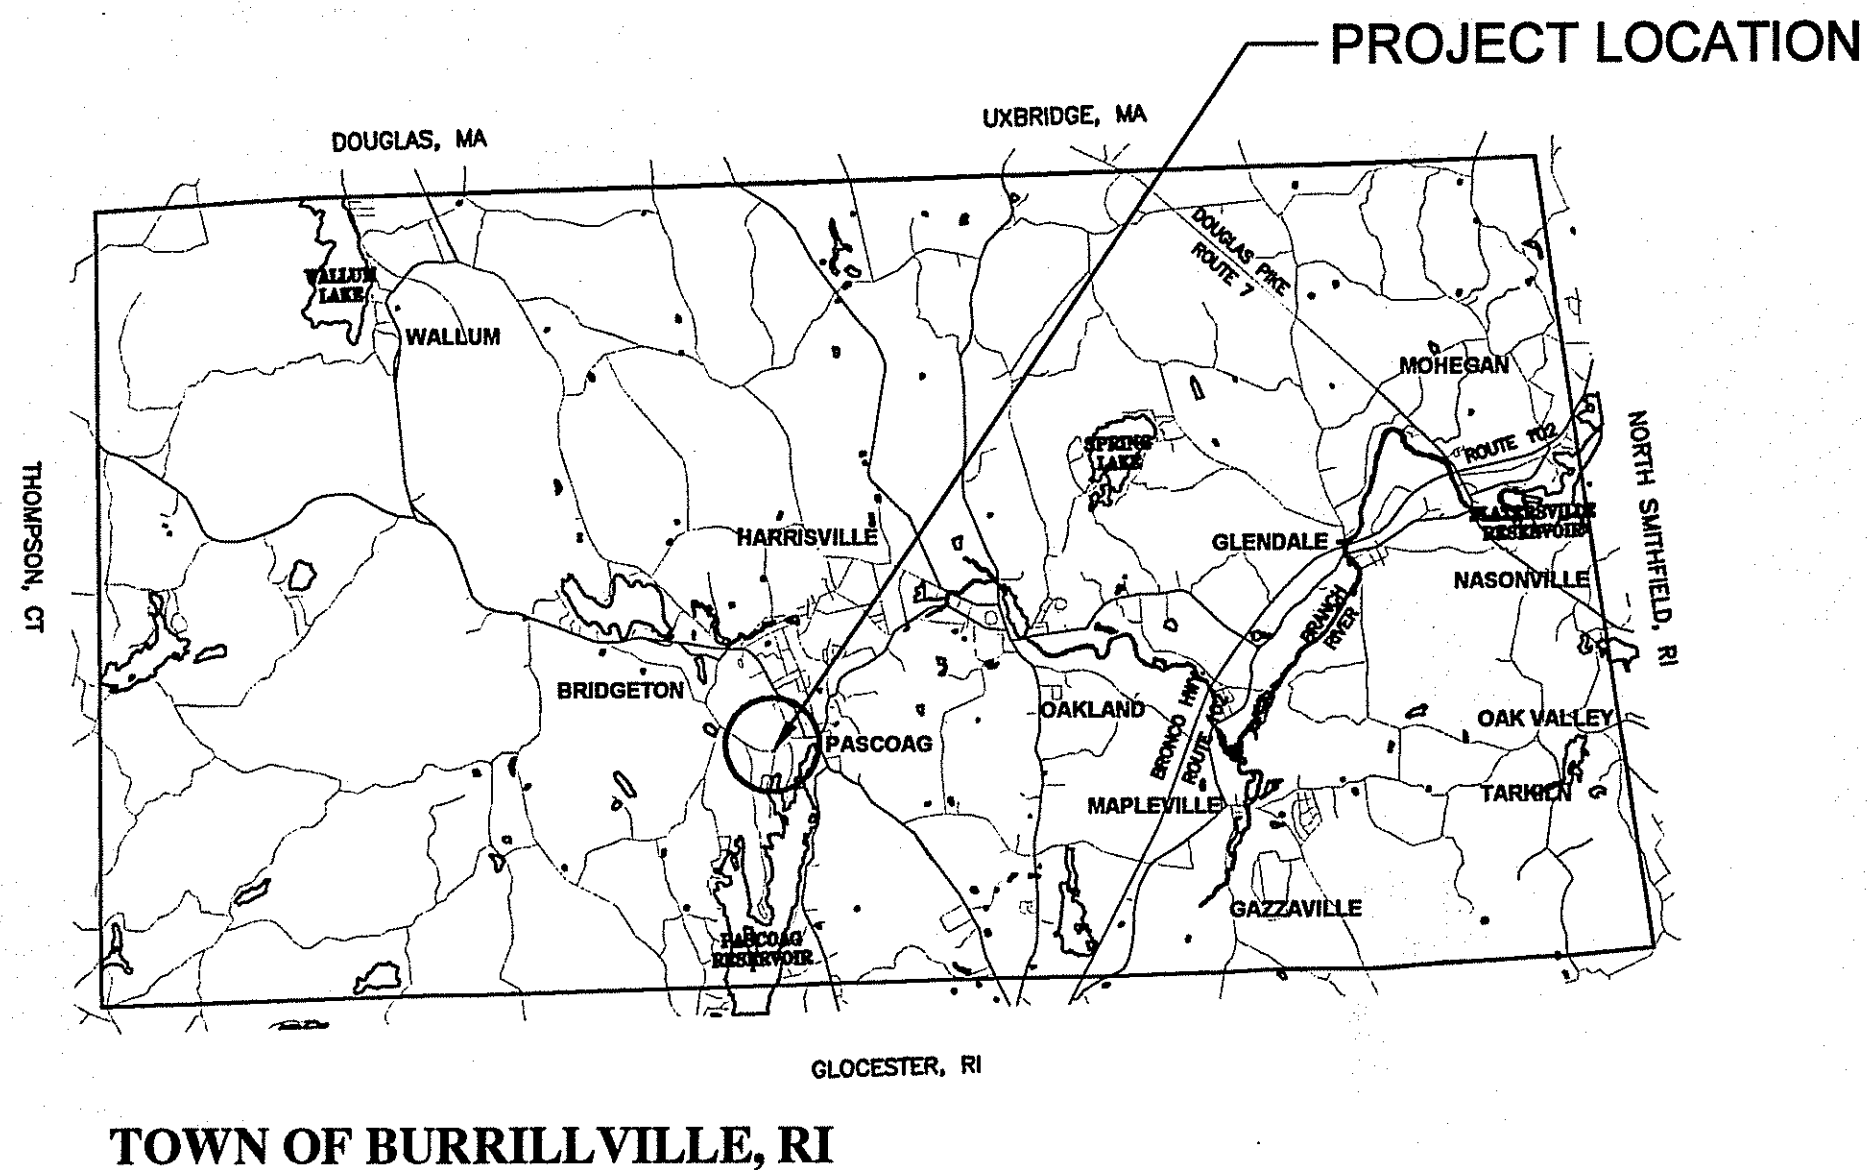 PROJECT LOCATION
UXBRIDGE, MA
DOUGLAS, MA
DOUGLAS PIKE
ROUTE 7
WALLUM
LAKE
WALLUM
MOHEGAN
ROUTE 102
SPRING
LAKE
NORTH SMITHFIELD, RI
THOMPSON, CT
SLATERSVILLE
RESERVOIR
HARRISVILLE
GLENDALE
NASONVILLE
BRANCH
RIVER
BRIDGETON
OAKLAND
BRONCO HWY
ROUTE 102
OAK VALLEY
PASCOAG
MAPLEVILLE
TARKILN
GAZZAVILLE
PASCOAG
RESERVOIR
GLOCESTER, RI
TOWN OF BURRILLVILLE, RI